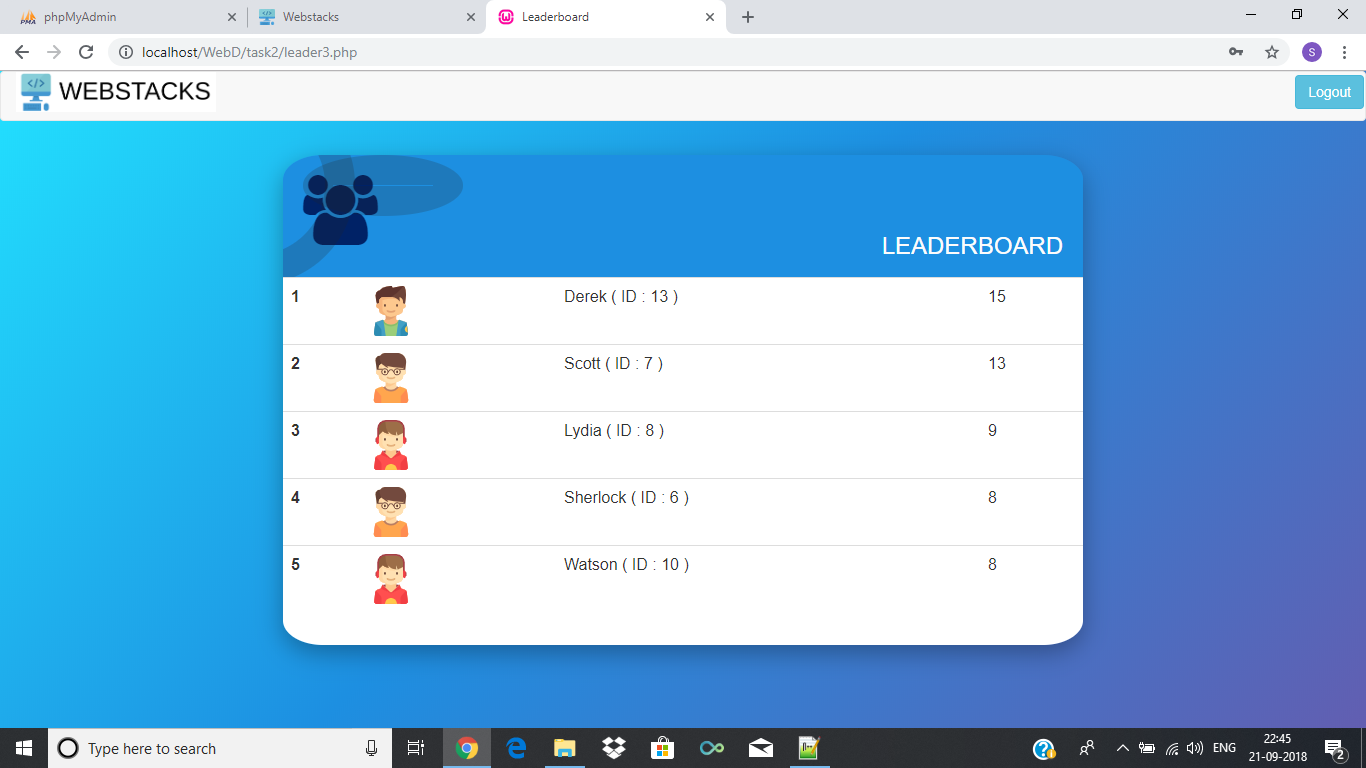 phpMyAdmin
Webstacks
Leaderboard
localhost/WebD/task2/leader3.php
S
</> WEBSTACKS
Logout
LEADERBOARD
1 Derek ( ID : 13 ) 15
2 Scott ( ID : 7 ) 13
3 Lydia ( ID : 8 ) 9
4 Sherlock ( ID : 6 ) 8
5 Watson ( ID : 10 ) 8
Type here to search
ENG
22:45
21-09-2018
2